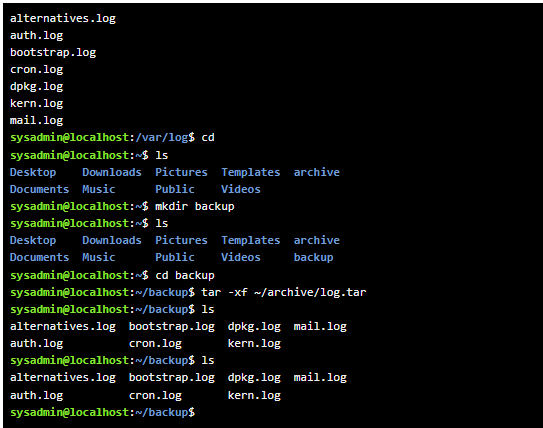 alternatives.log
auth.log
bootstrap.log
cron.log
dpkg.log
kern.log
mail.log
sysadmin@localhost:/var/log$ cd
sysadmin@localhost:~$ ls
Desktop    Downloads  Pictures  Templates  archive
Documents  Music      Public    Videos
sysadmin@localhost:~$ mkdir backup
sysadmin@localhost:~$ ls
Desktop    Downloads  Pictures  Templates  archive
Documents  Music      Public    Videos     backup
sysadmin@localhost:~$ cd backup
sysadmin@localhost:~/backup$ tar -xf ~/archive/log.tar
sysadmin@localhost:~/backup$ ls
alternatives.log  bootstrap.log  dpkg.log  mail.log
auth.log          cron.log       kern.log
sysadmin@localhost:~/backup$ ls
alternatives.log  bootstrap.log  dpkg.log  mail.log
auth.log          cron.log       kern.log
sysadmin@localhost:~/backup$